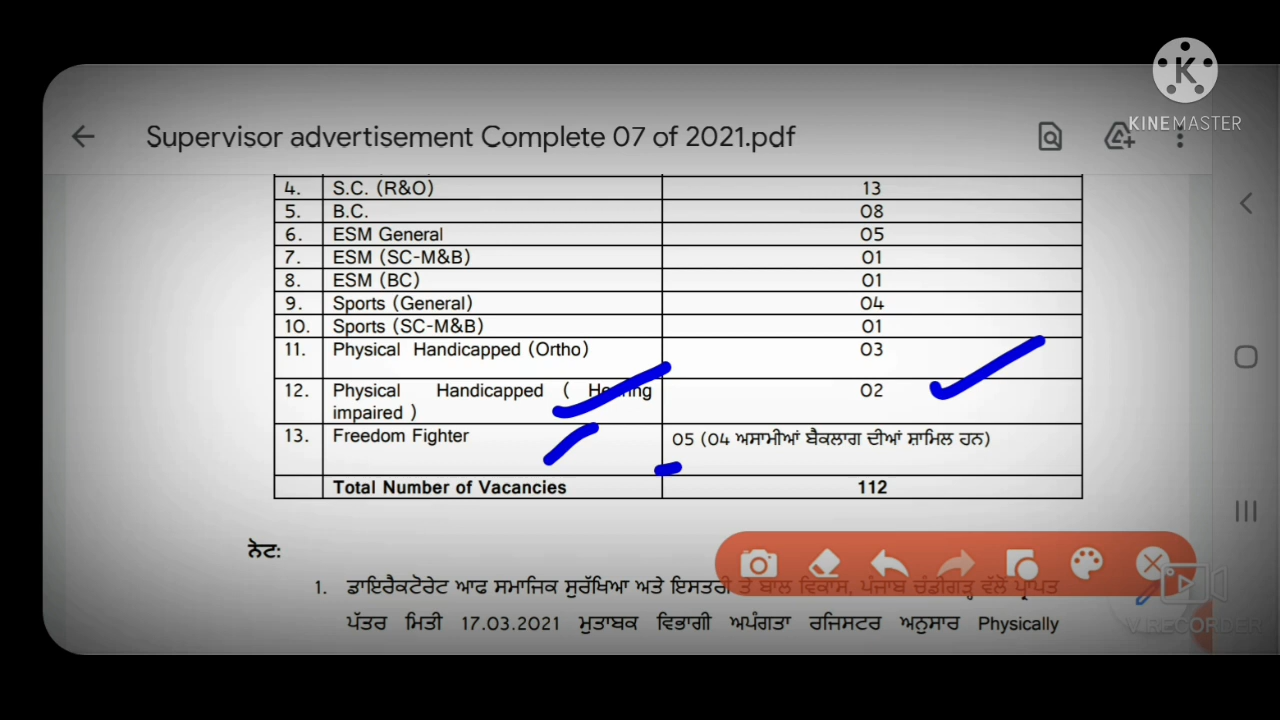 K
KINEMASTER
Supervisor advertisement Complete 07 of 2021.pdf
4. S.C. (R&O) 13
5. B.C. 08
6. ESM General 05
7. ESM (SC-M&B) 01
8. ESM (BC) 01
9. Sports (General) 04
10. Sports (SC-M&B) 01
11. Physical Handicapped (Ortho) 03
12. Physical Handicapped ( Hearing 02
impaired )
13. Freedom Fighter 05 (04 ਅਸਾਮੀਆਂ ਬੈਕਲਾਗ ਦੀਆਂ ਸ਼ਾਮਿਲ ਹਨ)
Total Number of Vacancies 112
ਨੋਟ:
1. ਡਾਇਰੈਕਟੋਰੇਟ ਆਫ ਸਮਾਜਿਕ ਸੁਰੱਖਿਆ ਅਤੇ ਇਸਤਰੀ ਤੇ ਬਾਲ ਵਿਕਾਸ, ਪੰਜਾਬ ਚੰਡੀਗੜ੍ਹ ਵੱਲੋਂ ਪ੍ਰਾਪਤ
ਪੱਤਰ ਮਿਤੀ 17.03.2021 ਮੁਤਾਬਕ ਵਿਭਾਗੀ ਅਪੰਗਤਾ ਰਜਿਸਟਰ ਅਨੁਸਾਰ Physically
V RECORDER